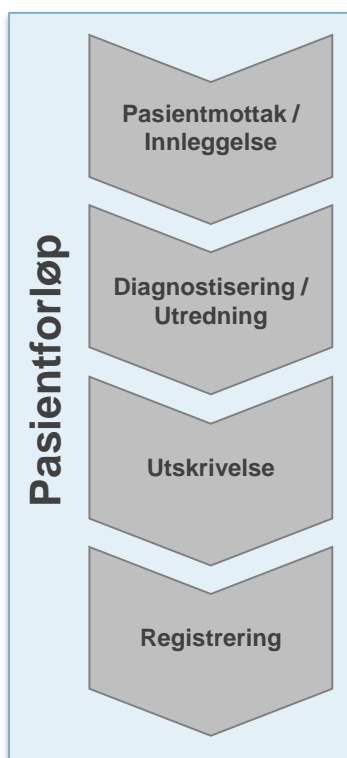 Pasientforløp
Pasientmottak /
Innleggelse
Diagnostisering /
Utredning
Utskrivelse
Registrering